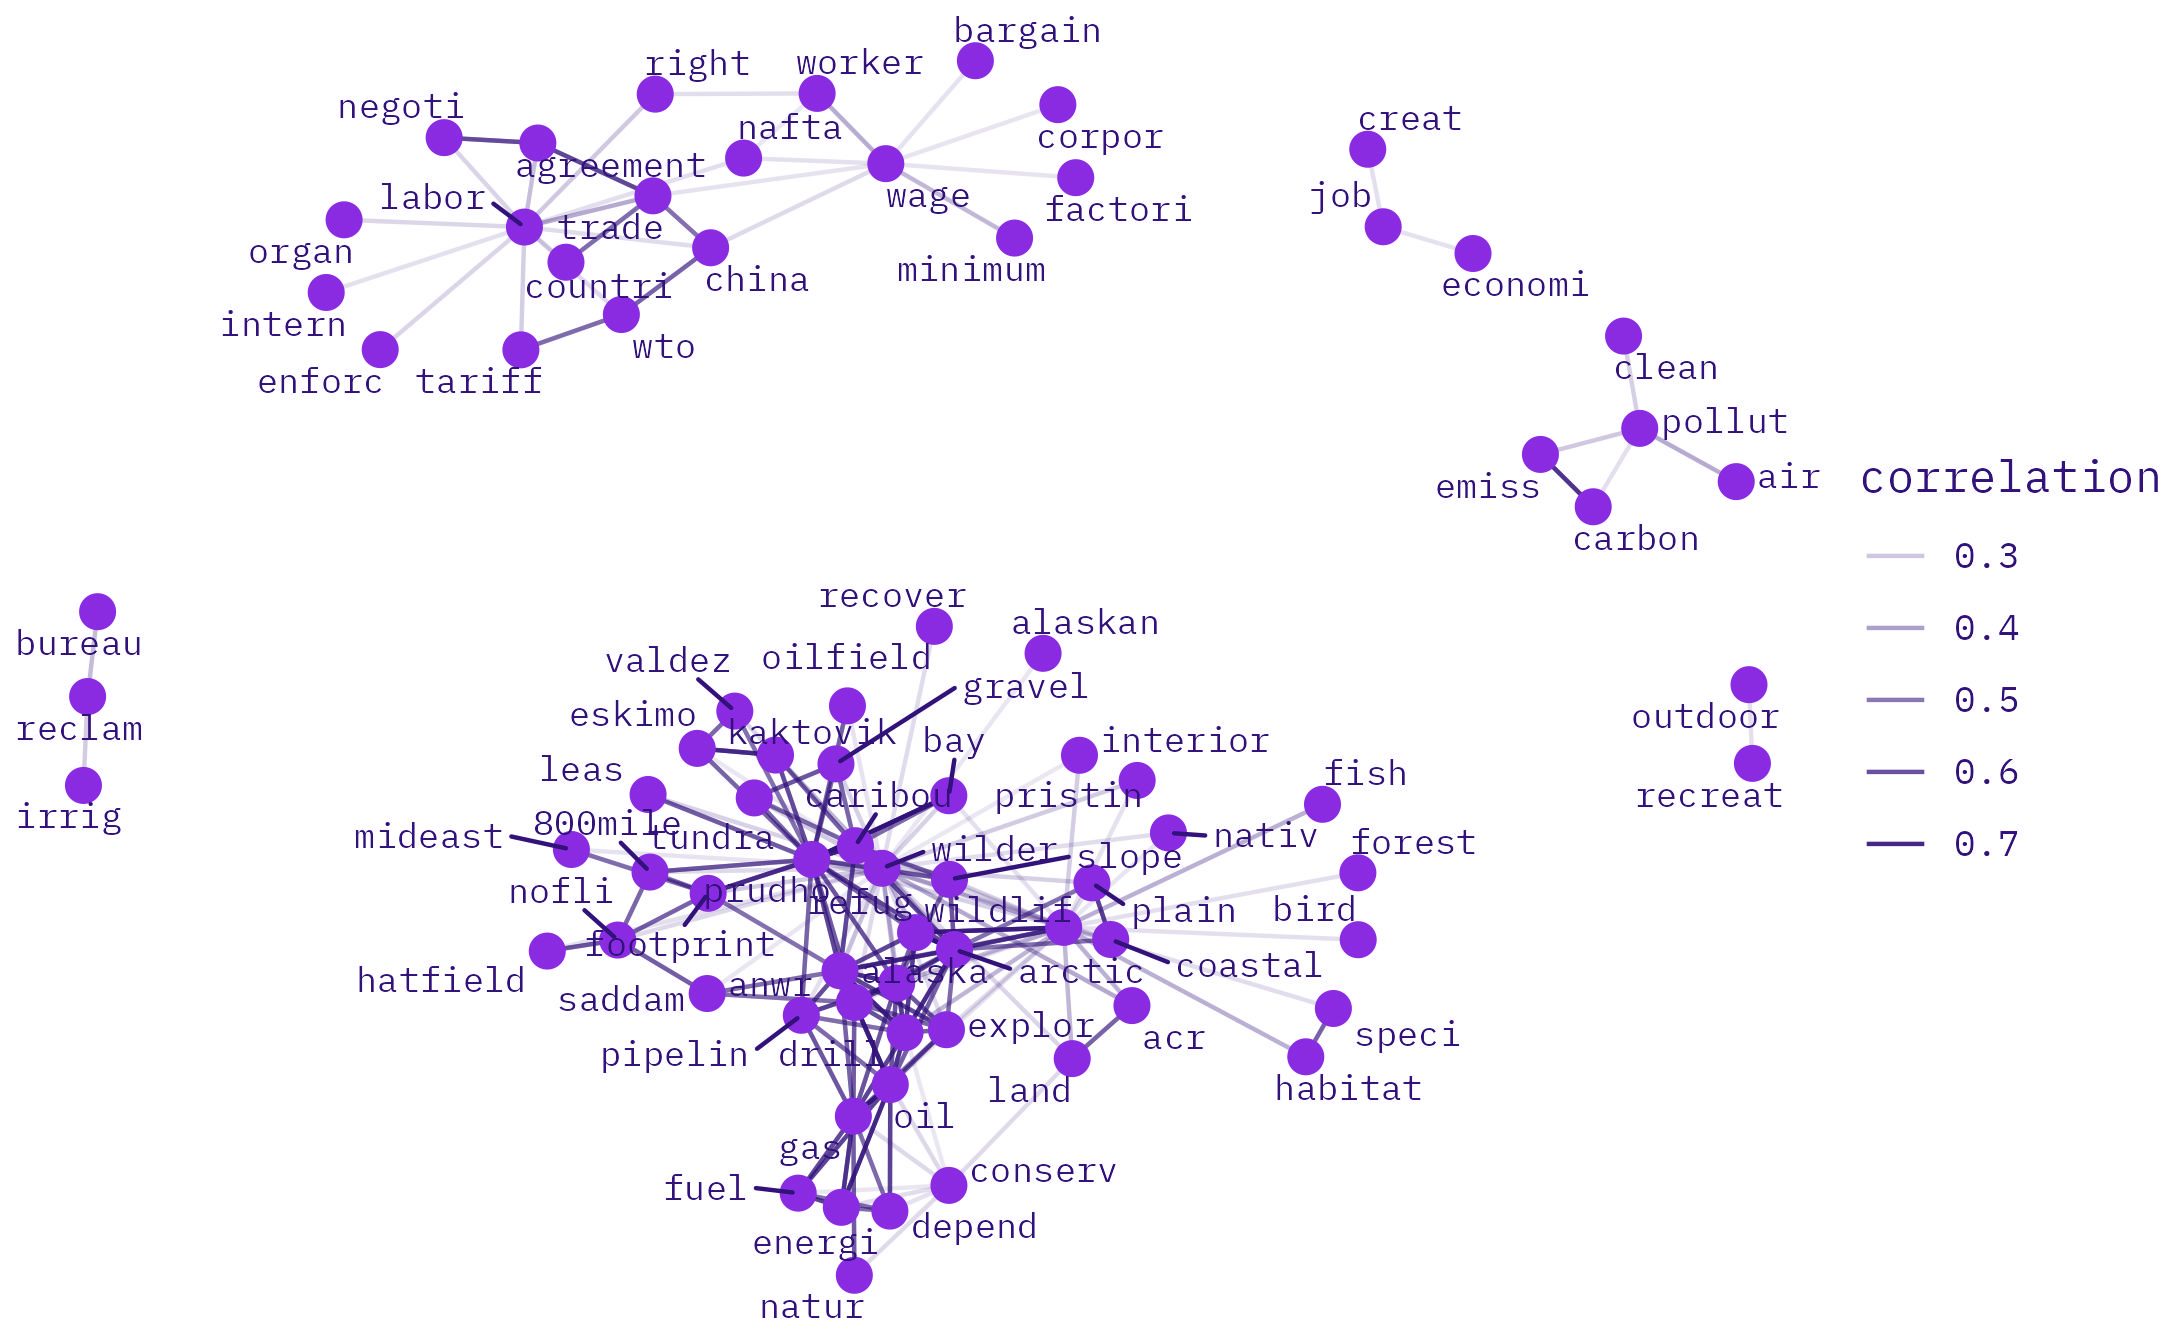 bargain
right
worker
negoti
nafta
corpor
creat
agreement
labor
wage
factori
job
trade
organ
china
minimum
countri
economi
intern
wto
enforc
tariff
clean
pollut
emiss
air
carbon
correlation
0.3
0.4
0.5
0.6
0.7
bureau
reclam
irrig
outdoor
recreat
recover
alaskan
valdez
oilfield
gravel
eskimo
kaktovik
bay
interior
leas
caribou
pristin
fish
mideast
800mile
tundra
nativ
forest
wilder
slope
nofli
prudho
refug
wildlif
plain
bird
footprint
hatfield
saddam
anwr
alaska
arctic
coastal
pipelin
drill
explor
acr
speci
land
habitat
oil
gas
conserv
fuel
depend
energi
natur